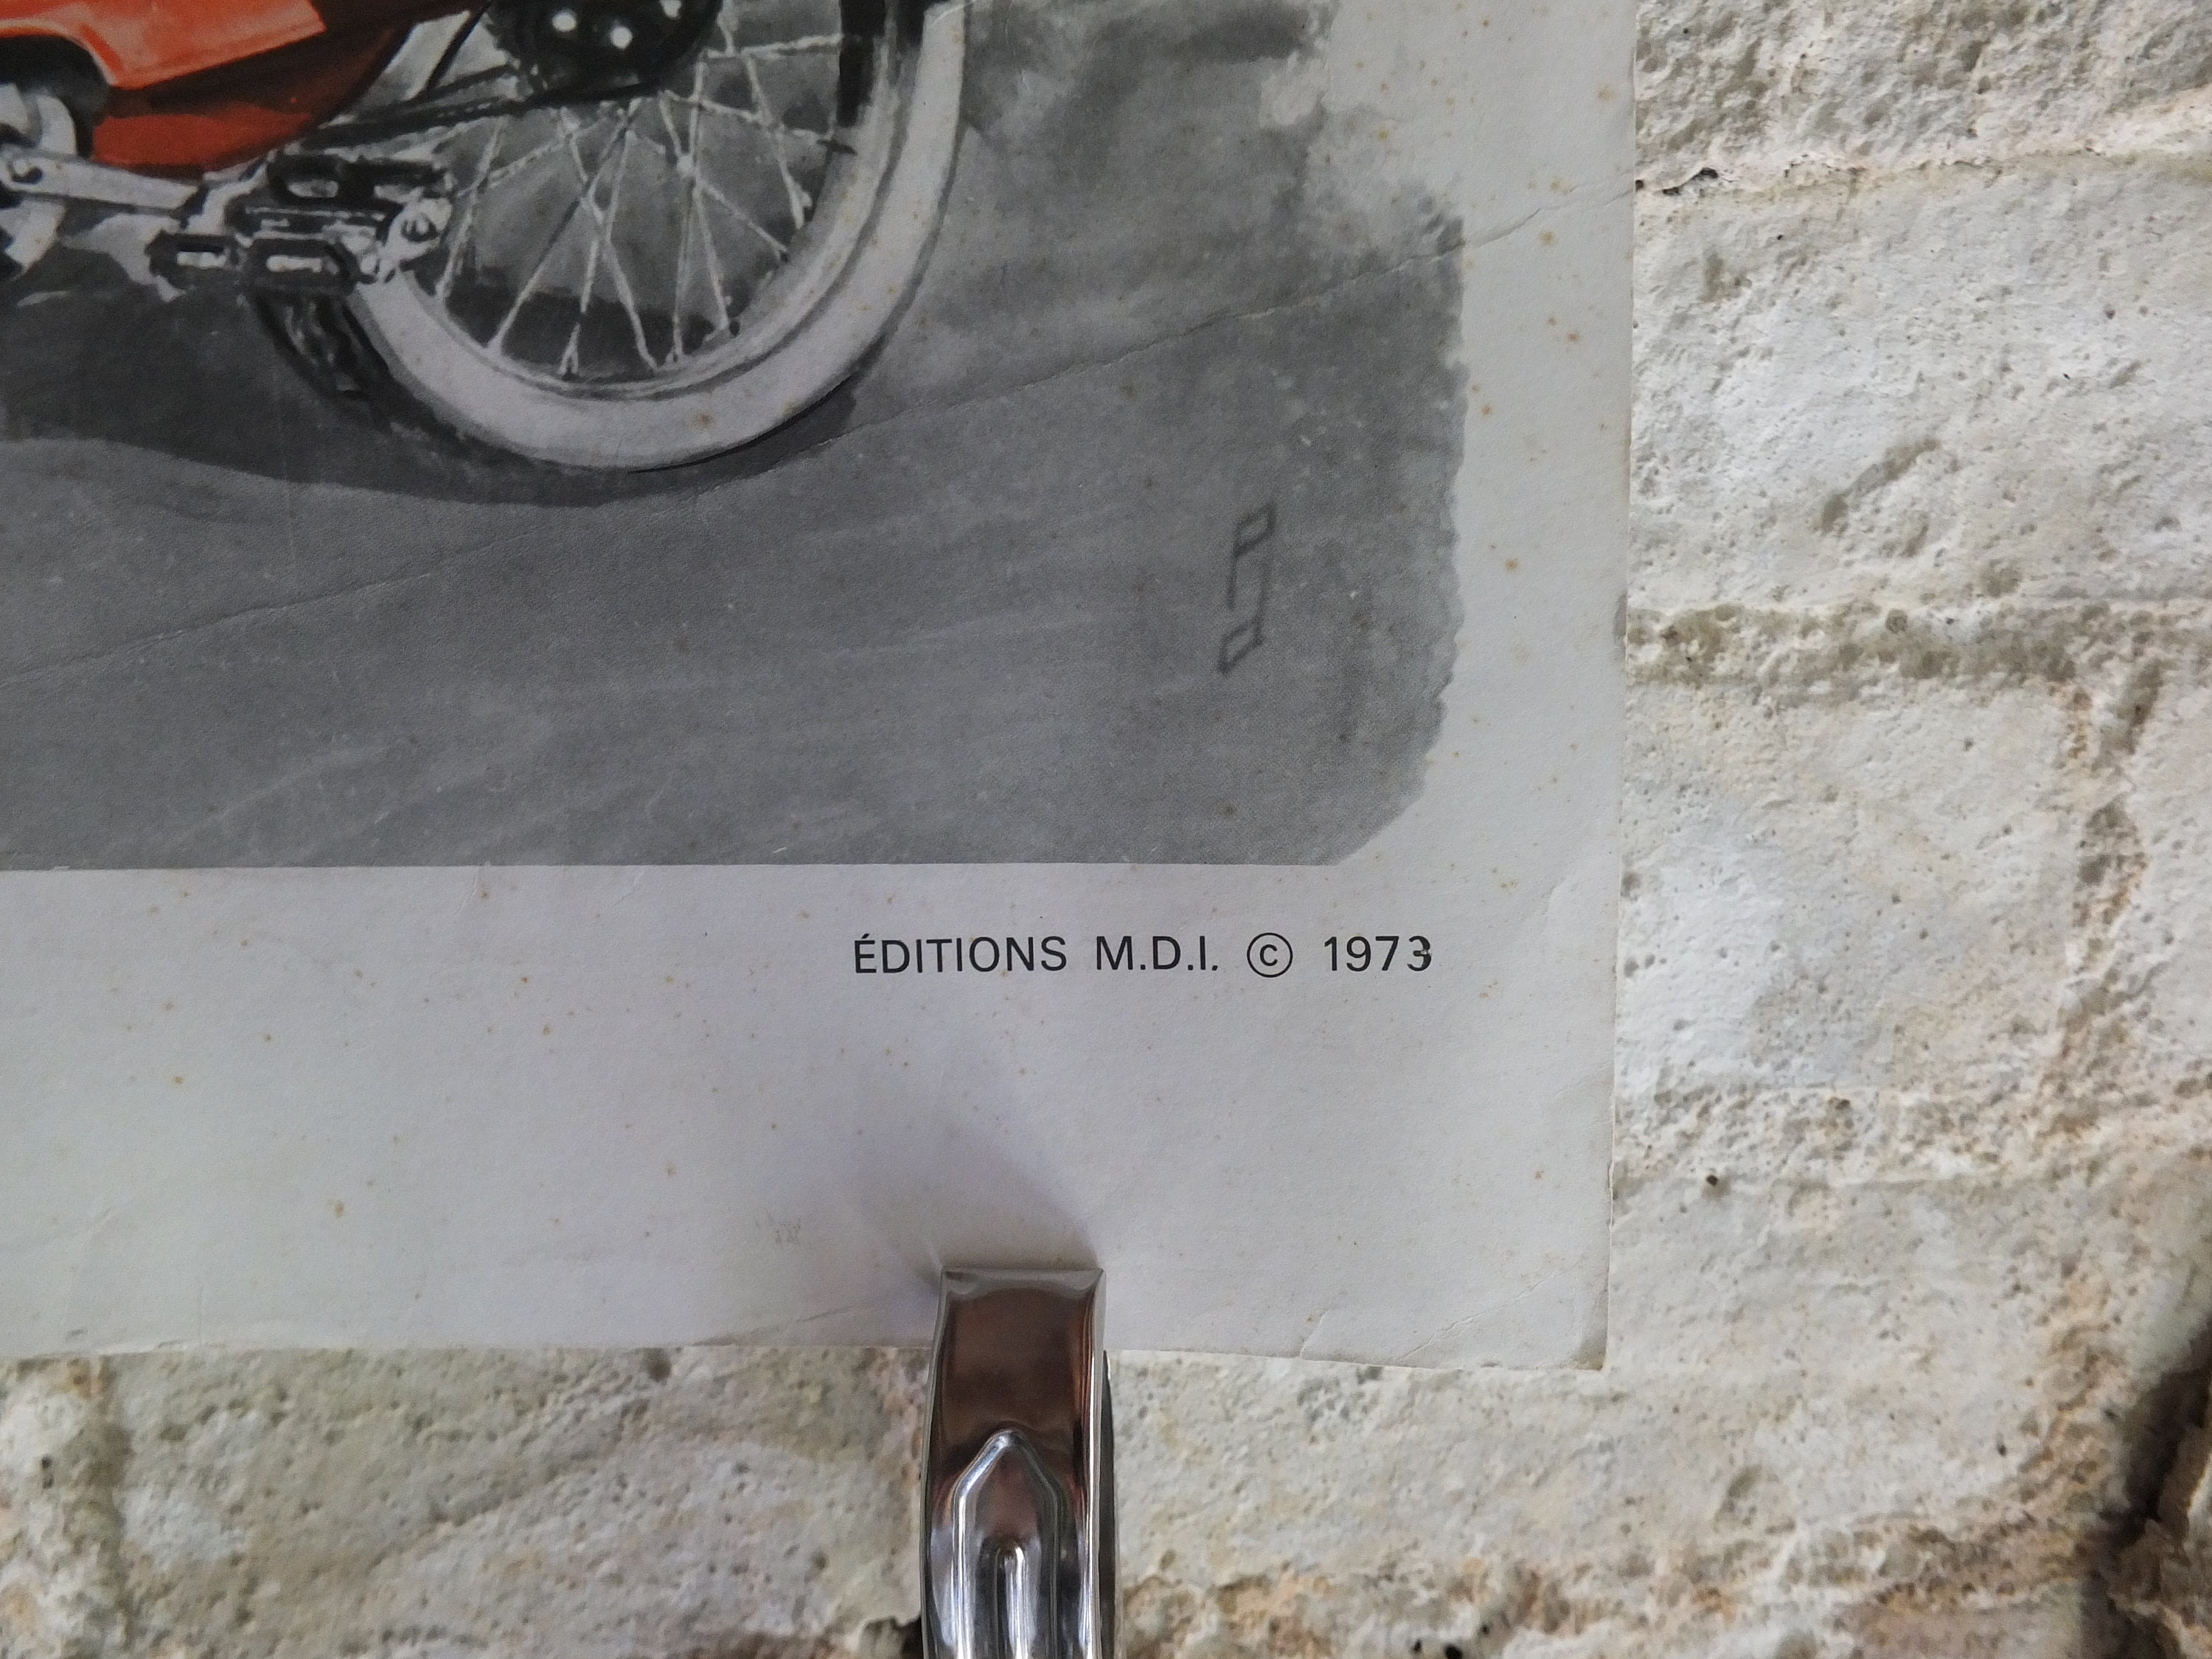 ÉDITIONS M.D.I. © 1973